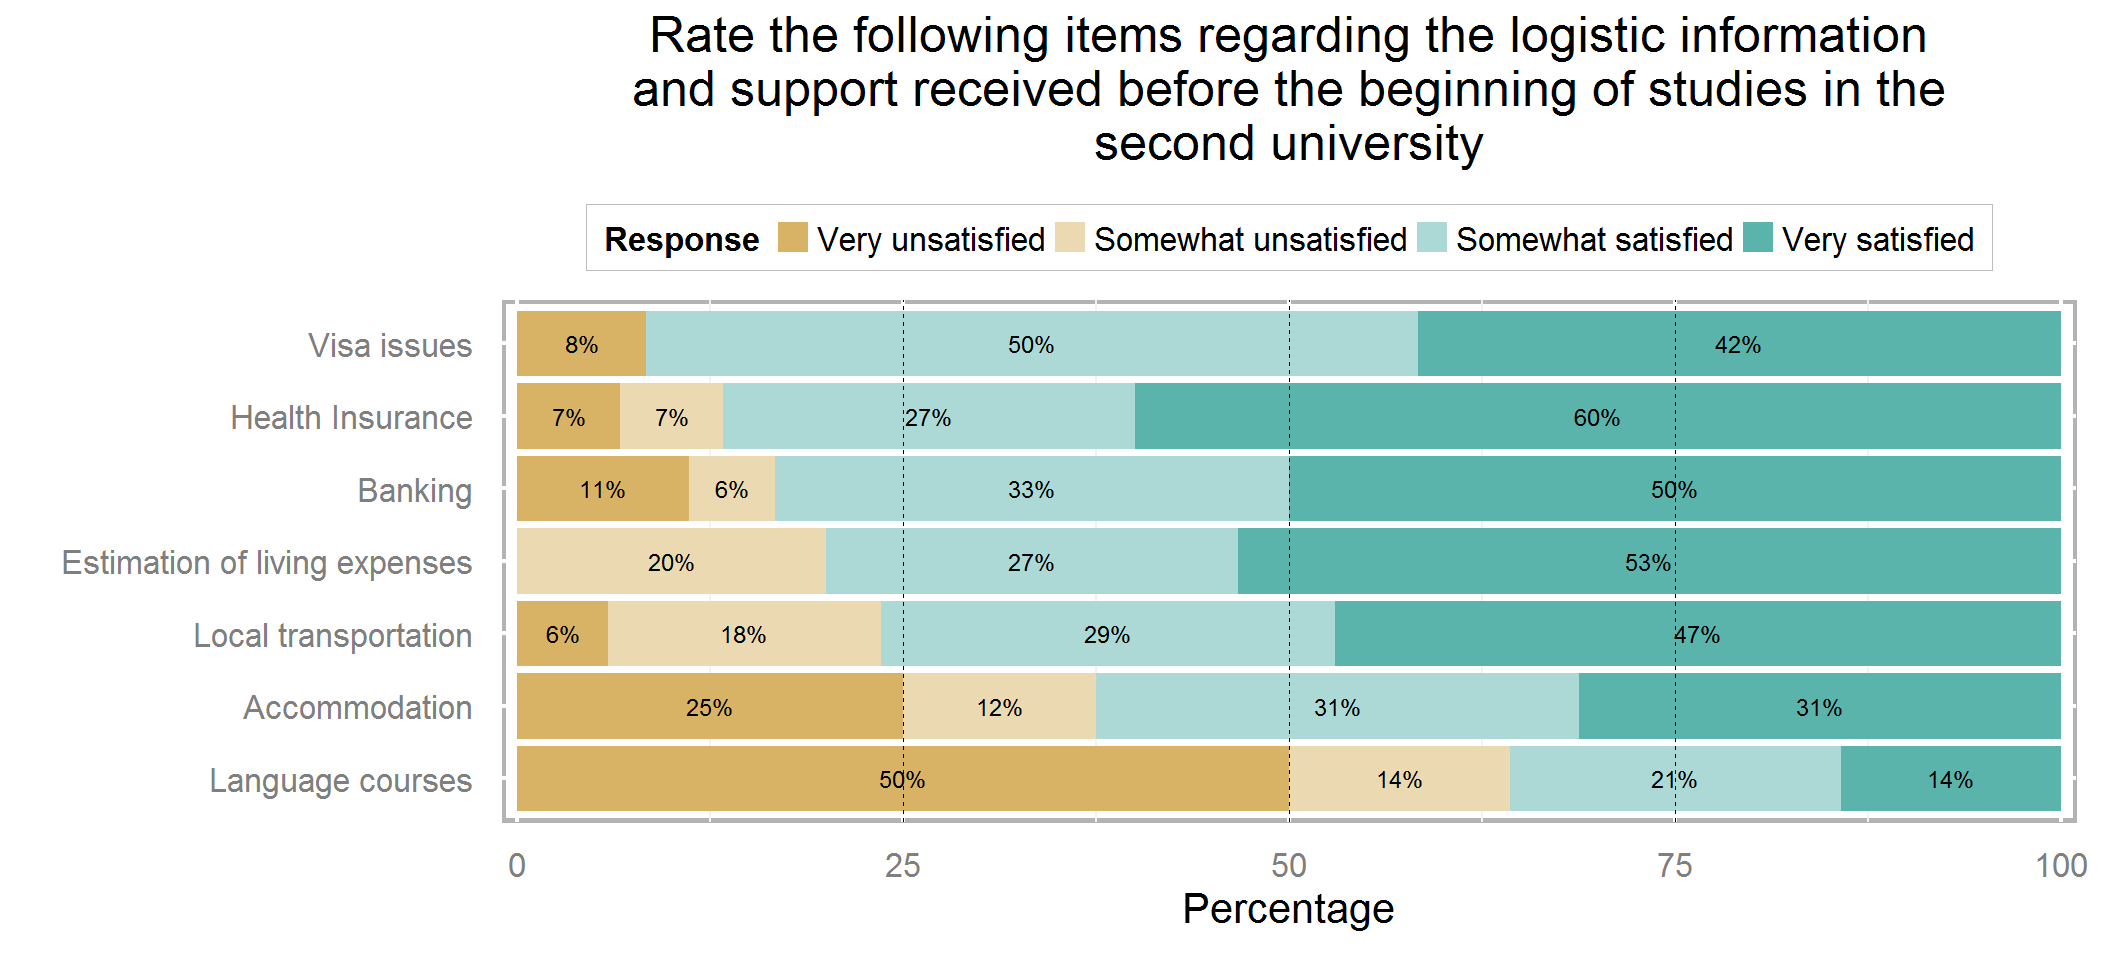 Rate the following items regarding the logistic information
and support received before the beginning of studies in the
second university
Response Very unsatisfied Somewhat unsatisfied Somewhat satisfied Very satisfied
Visa issues 8% 50% 42%
Health Insurance 7% 7% 27% 60%
Banking 11% 6% 33% 50%
Estimation of living expenses 20% 27% 53%
Local transportation 6% 18% 29% 47%
Accommodation 25% 12% 31% 31%
Language courses 50% 14% 21% 14%
0 25 50 75 100
Percentage